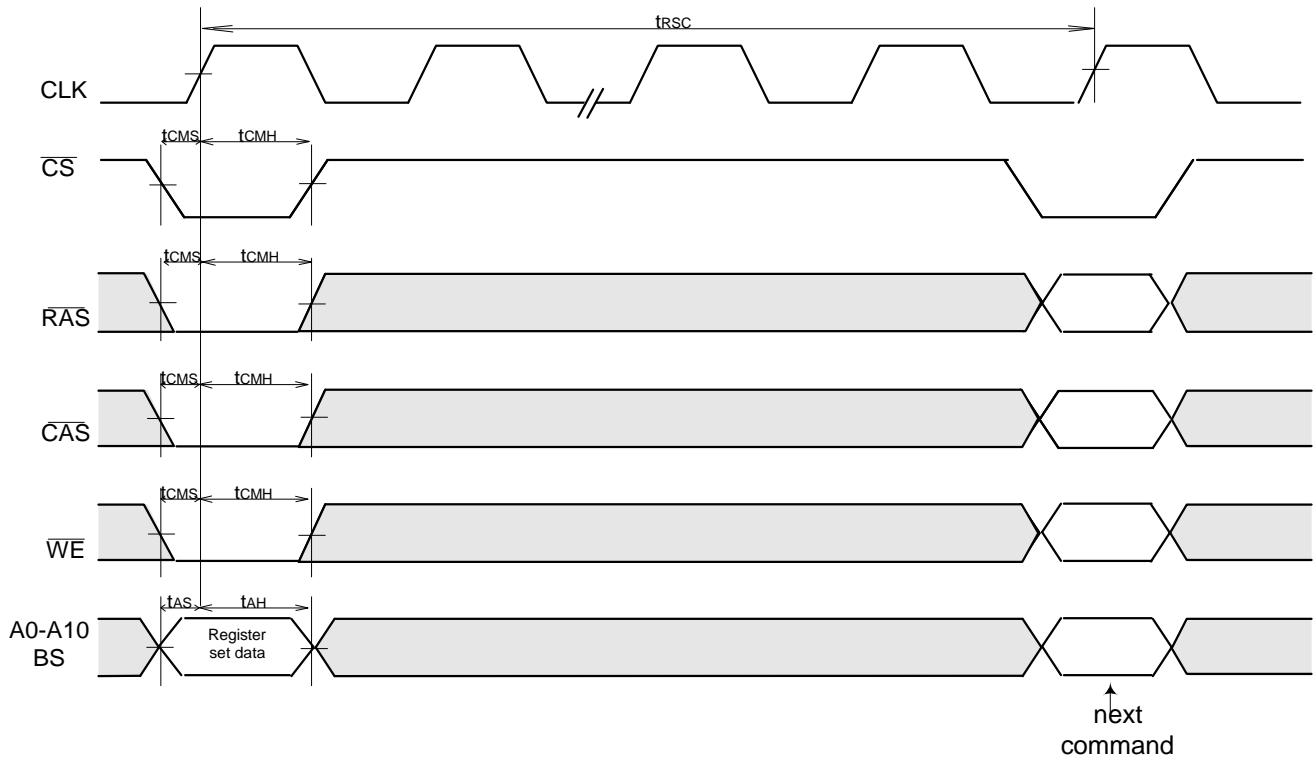 tRSC
CLK
tCMS tCMH
CS
tCMS tCMH
RAS
tCMS tCMH
CAS
tCMS tCMH
WE
tAS tAH
A0-A10
BS
Register
set data
next
command